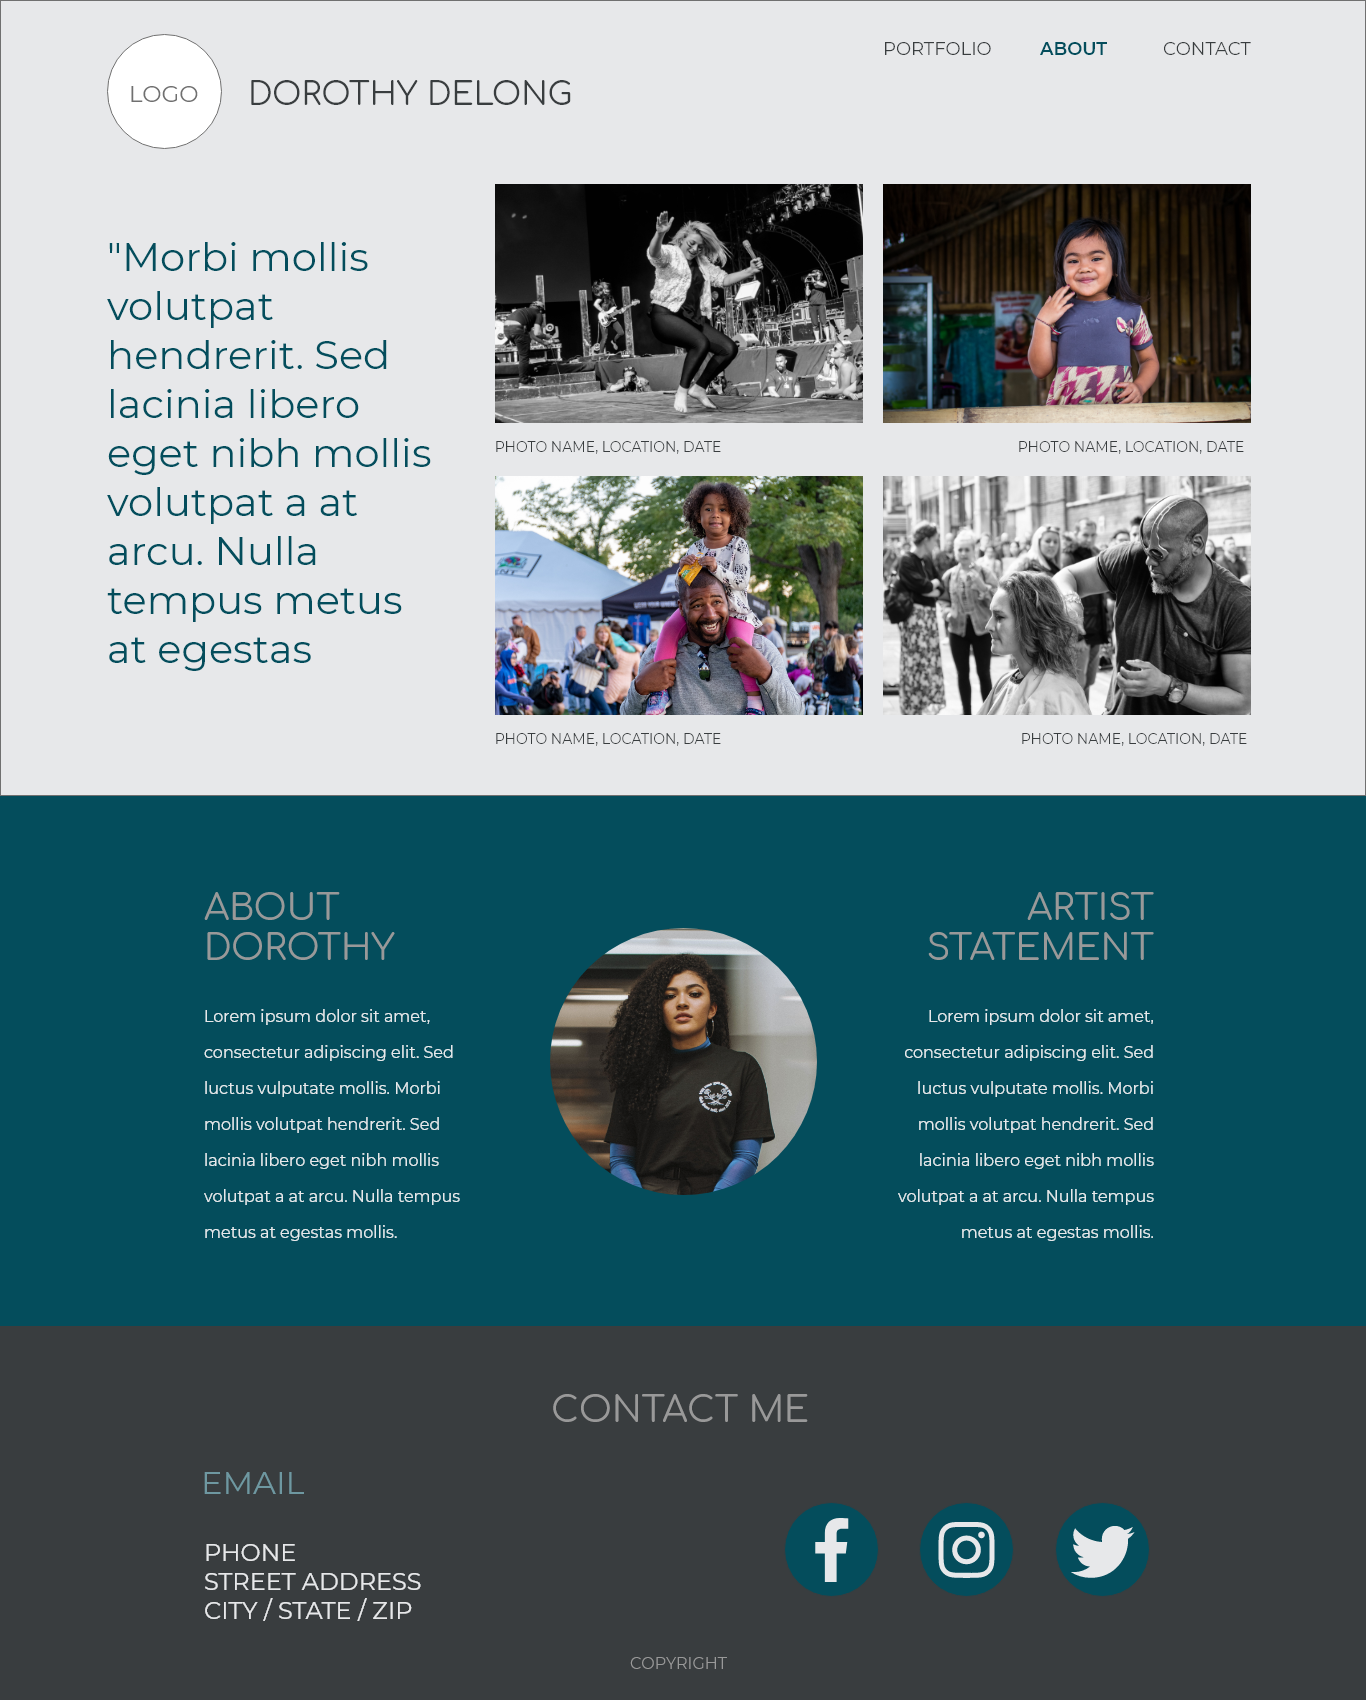 LOGO
DOROTHY DELONG
PORTFOLIO
ABOUT
CONTACT
"Morbi mollis
volutpat
hendrerit. Sed
lacinia libero
eget nibh mollis
volutpat a at
arcu. Nulla
tempus metus
at egestas
PHOTO NAME, LOCATION, DATE
PHOTO NAME, LOCATION, DATE
PHOTO NAME, LOCATION, DATE
PHOTO NAME, LOCATION, DATE
ABOUT
DOROTHY
Lorem ipsum dolor sit amet,
consectetur adipiscing elit. Sed
luctus vulputate mollis. Morbi
mollis volutpat hendrerit. Sed
lacinia libero eget nibh mollis
volutpat a at arcu. Nulla tempus
metus at egestas mollis.
ARTIST
STATEMENT
Lorem ipsum dolor sit amet,
consectetur adipiscing elit. Sed
luctus vulputate mollis. Morbi
mollis volutpat hendrerit. Sed
lacinia libero eget nibh mollis
volutpat a at arcu. Nulla tempus
metus at egestas mollis.
CONTACT ME
EMAIL
PHONE
STREET ADDRESS
CITY / STATE / ZIP
COPYRIGHT